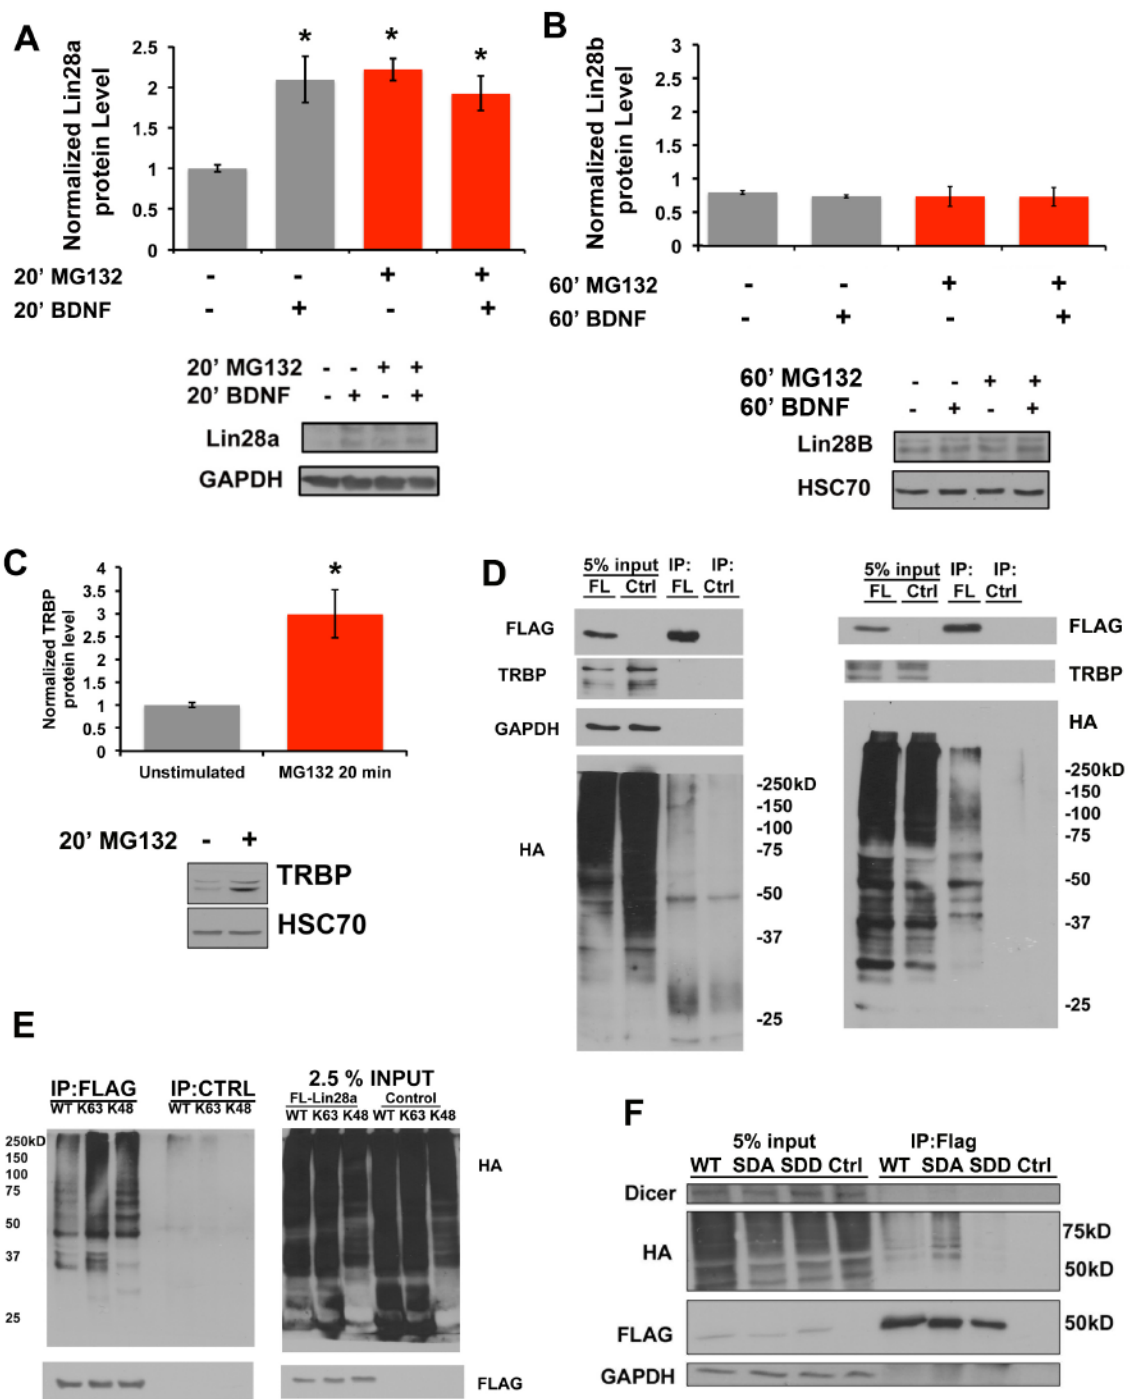 A
Normalized Lin28a
protein Level
2.5
2
1.5
1
0.5
0
* * *
20' MG132 - - + +
20' BDNF - + - +
20' MG132 - - + +
20' BDNF - + - +
Lin28a
GAPDH
B
Normalized Lin28b
protein Level
3
2.5
2
1.5
1
0.5
0
60' MG132 - - + +
60' BDNF - + - +
60' MG132 - - + +
60' BDNF - + - +
Lin28B
HSC70
C
Normalized TRBP
protein level
4
3.5
3
2.5
2
1.5
1
0.5
0
*
Unstimulated MG132 20 min
20' MG132 - +
TRBP
HSC70
D
5% input IP: IP:
FL Ctrl FL Ctrl
FLAG
TRBP
GAPDH
HA
-250kD
-150
-100
-75
-50
-37
-25
5% input IP: IP:
FL Ctrl FL Ctrl
FLAG
TRBP
HA
-250kD
-150
-100
-75
-50
-37
-25
E
IP:FLAG IP:CTRL
WT K63 K48 WT K63 K48
250kD
150
100
75
50
37
25
2.5 % INPUT
FL-Lin28a Control
WT K63 K48 WT K63 K48
HA
FLAG
F
5% input IP:Flag
WT SDA SDD Ctrl WT SDA SDD Ctrl
Dicer
HA
75kD
50kD
FLAG
50kD
GAPDH